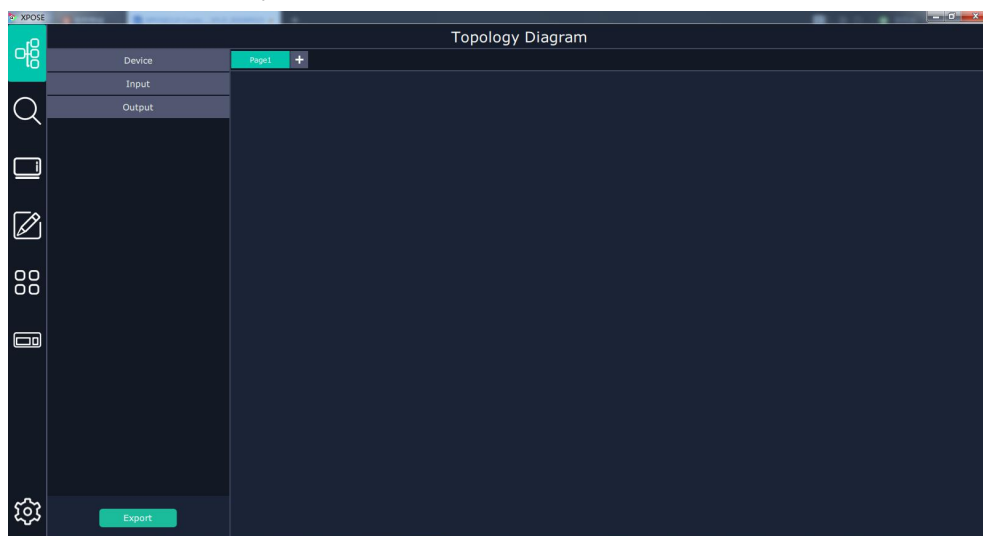 XPOSE
Topology Diagram
Device
Page1
+
Input
Output
Export